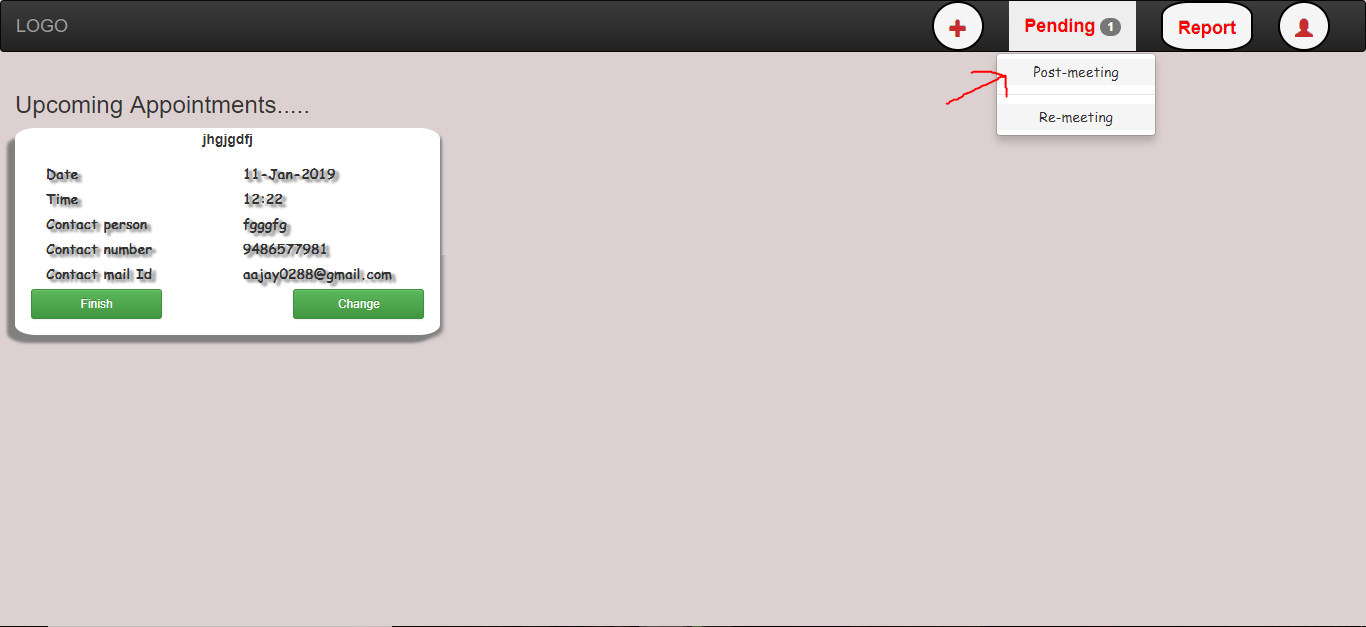 LOGO
Pending 1
Report
Post-meeting
Re-meeting
Upcoming Appointments.....
jhgjgdfj
Date 11-Jan-2019
Time 12:22
Contact person fgggfg
Contact number 9486577981
Contact mail Id aajay0288@gmail.com
Finish Change